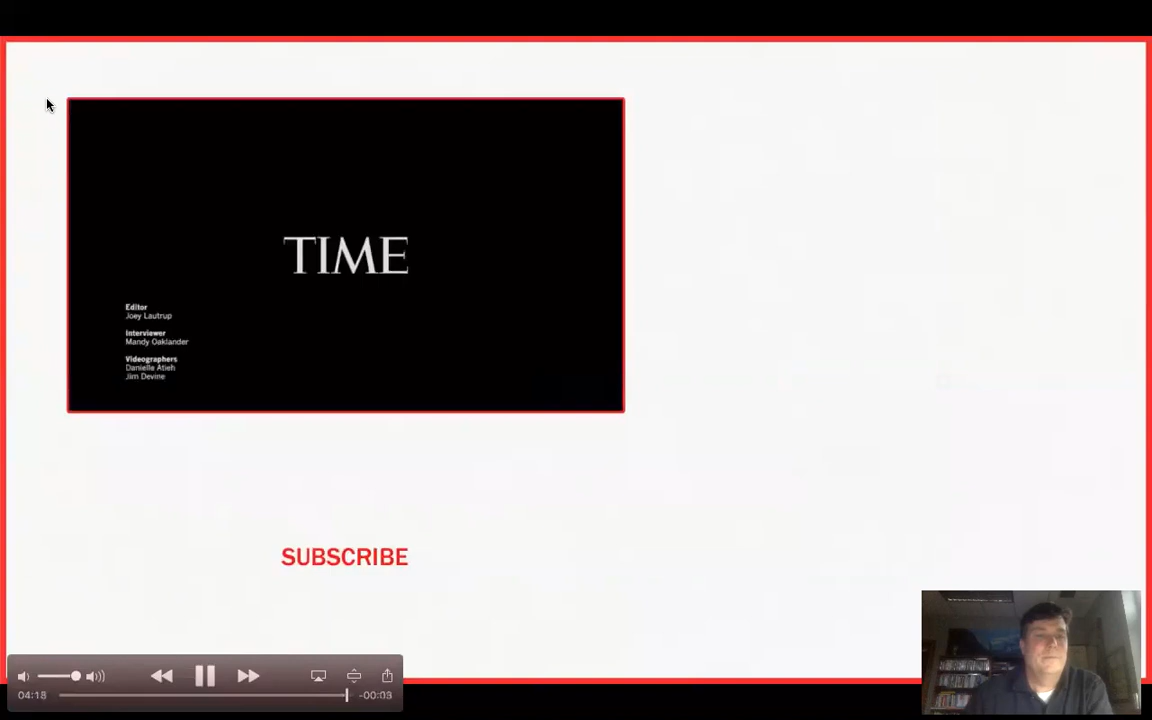 TIME
Editor
Joey Lautrup
Interviewer
Mandy Oaklander
Videographers
Danielle Atieh
Jim Devine
SUBSCRIBE
04:18
-00:03